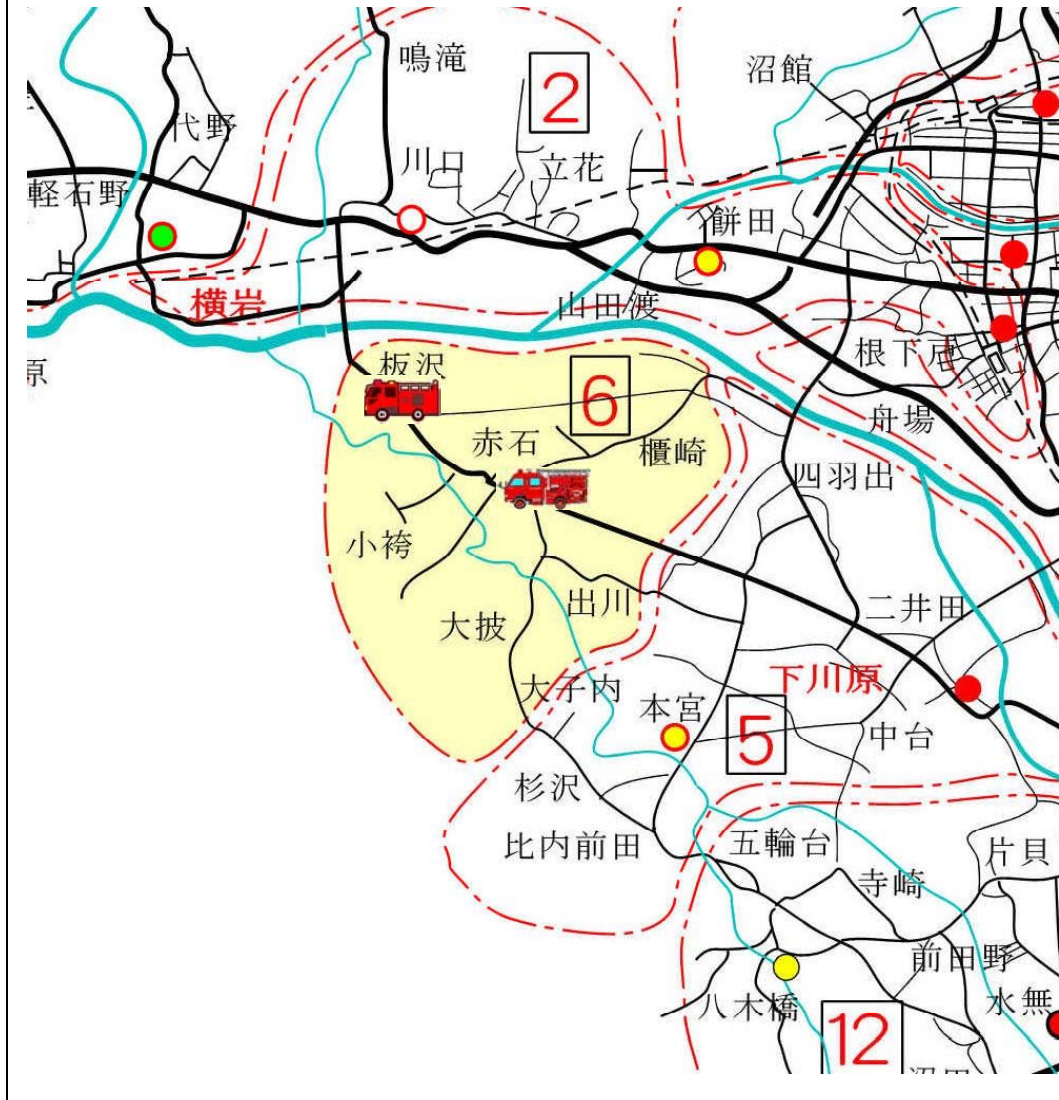 鳴滝
2
沼館
代野
川口
立花
軽石野
餅田
横岩
山田渡
原
板沢
根下戸
6
舟場
赤石
櫃崎
四羽出
小袴
出川
二井田
大披
大子内
下川原
本宮
5
中台
杉沢
比内前田
五輪台
片貝
寺崎
前田野
八木橋
水無
12